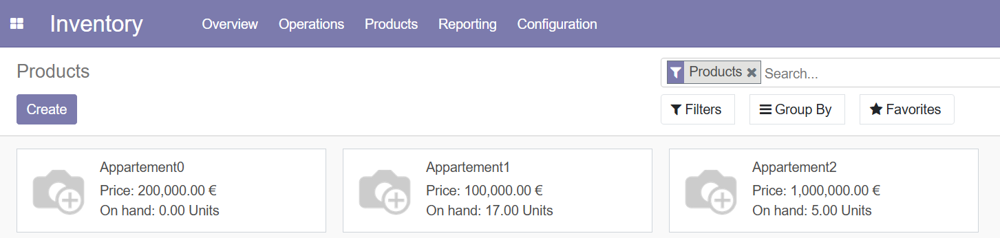 Inventory Overview Operations Products Reporting Configuration
Products
Products Search...
Create
Filters Group By Favorites
Appartement0
Price: 200,000.00 €
On hand: 0.00 Units
Appartement1
Price: 100,000.00 €
On hand: 17.00 Units
Appartement2
Price: 1,000,000.00 €
On hand: 5.00 Units